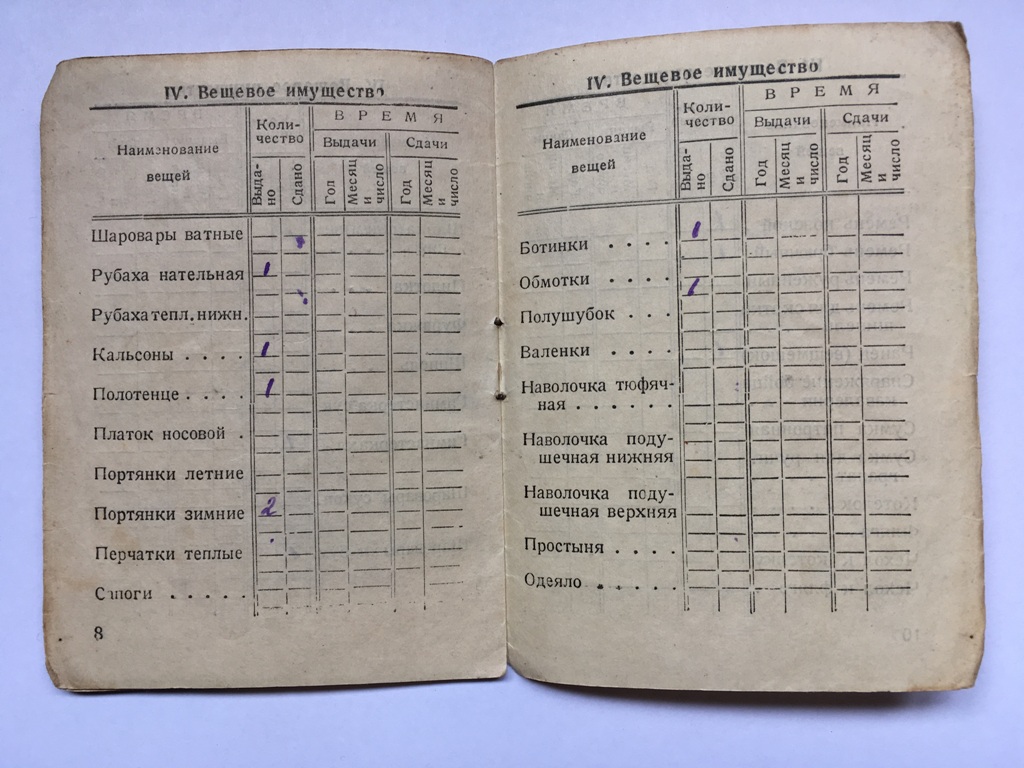 IV. Вещевое имущество
Наименование вещей
Коли-
чество
ВРЕМЯ
Выдачи
Сдачи
Выда-
но
Сдано
Год
Месяц
и
число
Год
Месяц
и
число
Шаровары ватные
Рубаха нательная 1
Рубаха тепл. нижн.
Кальсоны . . . . 1
Полотенце . . . . 1
Платок носовой .
Портянки летние
Портянки зимние 2
Перчатки теплые
Сапоги . . . . .
8
IV. Вещевое имущество
Наименование
вещей
Коли-
чество
ВРЕМЯ
Выдачи
Сдачи
Выда-
но
Сдано
Год
Месяц
и
число
Год
Месяц
и
число
Ботинки . . . . 1
Обмотки . . . . 1
Полушубок . . .
Валенки . . . .
Наволочка тюфяч-
ная . . . . . .
Наволочка поду-
шечная нижняя
Наволочка поду-
шечная верхняя
Простыня . . . .
Одеяло . . . . .